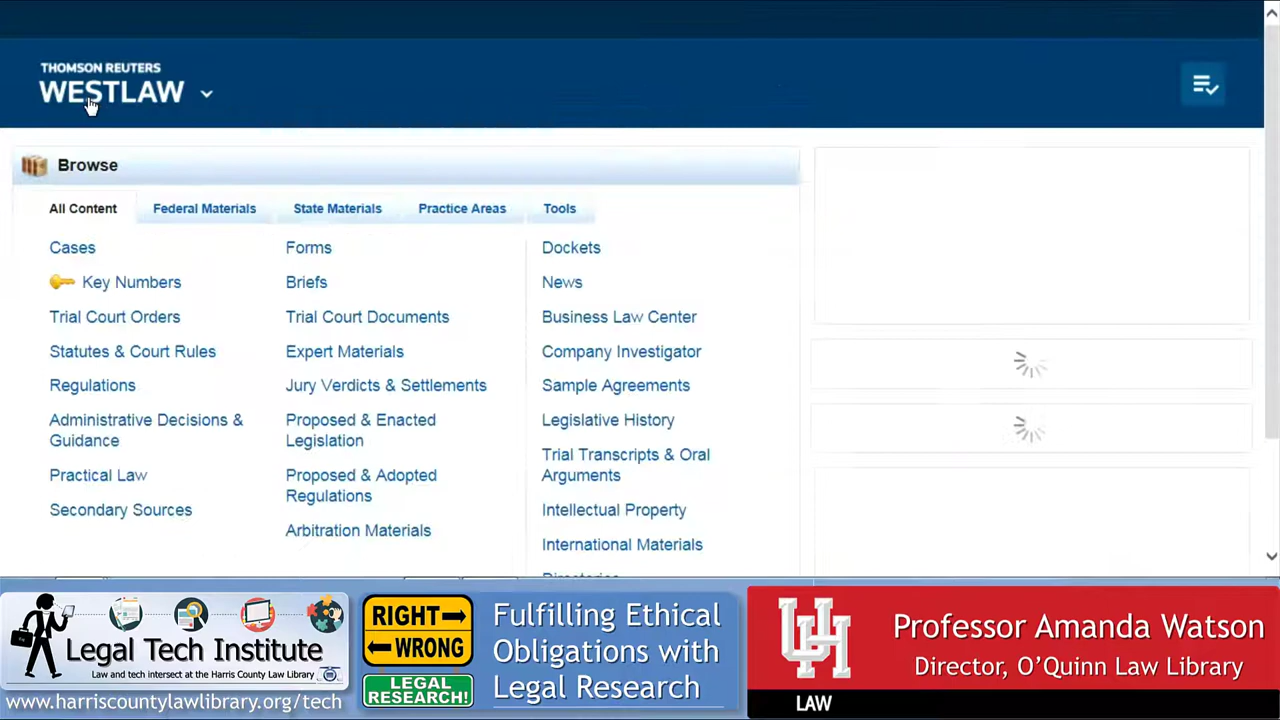 THOMSON REUTERS
WESTLAW
Browse
All Content
Federal Materials
State Materials
Practice Areas
Tools
Cases
Key Numbers
Trial Court Orders
Statutes & Court Rules
Regulations
Administrative Decisions &
Guidance
Practical Law
Secondary Sources
Forms
Briefs
Trial Court Documents
Expert Materials
Jury Verdicts & Settlements
Proposed & Enacted
Legislation
Proposed & Adopted
Regulations
Arbitration Materials
Dockets
News
Business Law Center
Company Investigator
Sample Agreements
Legislative History
Trial Transcripts & Oral
Arguments
Intellectual Property
International Materials
Legal Tech Institute
Law and tech intersect at the Harris County Law Library
www.harriscountylawlibrary.org/tech
RIGHT
WRONG
LEGAL
RESEARCH!
Fulfilling Ethical
Obligations with
Legal Research
UH
LAW
Professor Amanda Watson
Director, O'Quinn Law Library